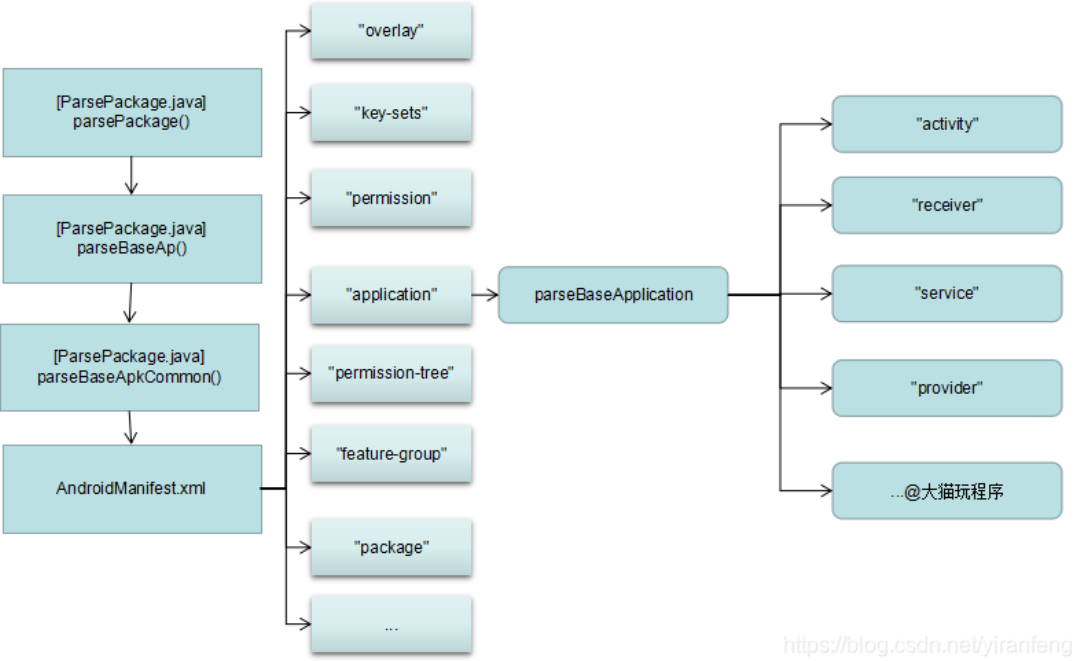 [ParsePackage.java]
parsePackage()
[ParsePackage.java]
parseBaseAp()
[ParsePackage.java]
parseBaseApkCommon()
AndroidManifest.xml
"overlay"
"key-sets"
"permission"
"application"
"permission-tree"
"feature-group"
"package"
...
parseBaseApplication
"activity"
"receiver"
"service"
"provider"
...@大猫玩程序
https://blog.csdn.net/yiranfeng